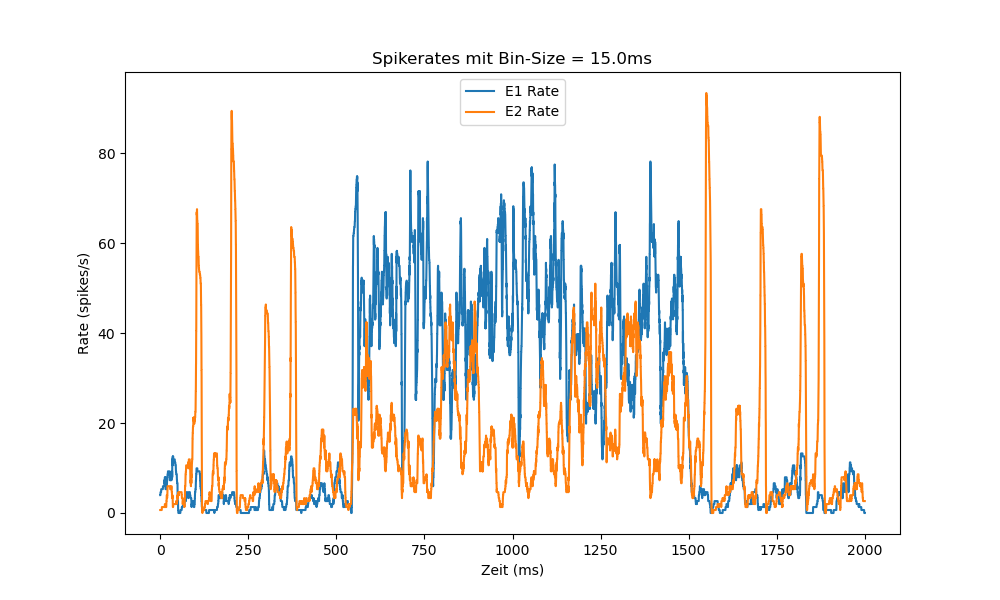 Spikerates mit Bin-Size = 15.0ms
E1 Rate
E2 Rate
Rate (spikes/s)
80
60
40
20
0
0 250 500 750 1000 1250 1500 1750 2000
Zeit (ms)